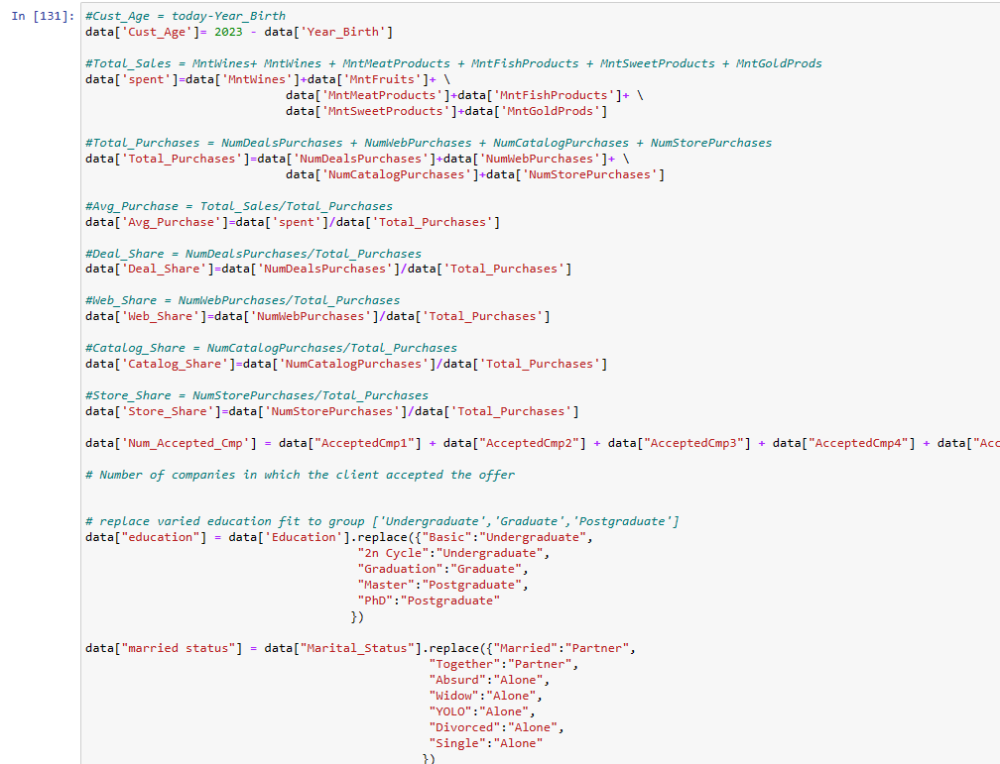 In [131]: #Cust_Age = today-Year_Birth
data['Cust_Age']= 2023 - data['Year_Birth']
#Total_Sales = MntWines+ MntWines + MntMeatProducts + MntFishProducts + MntSweetProducts + MntGoldProds
data['spent']=data['MntWines']+data['MntFruits']+ \
data['MntMeatProducts']+data['MntFishProducts']+ \
data['MntSweetProducts']+data['MntGoldProds']
#Total_Purchases = NumDealsPurchases + NumWebPurchases + NumCatalogPurchases + NumStorePurchases
data['Total_Purchases']=data['NumDealsPurchases']+data['NumWebPurchases']+ \
data['NumCatalogPurchases']+data['NumStorePurchases']
#Avg_Purchase = Total_Sales/Total_Purchases
data['Avg_Purchase']=data['spent']/data['Total_Purchases']
#Deal_Share = NumDealsPurchases/Total_Purchases
data['Deal_Share']=data['NumDealsPurchases']/data['Total_Purchases']
#Web_Share = NumWebPurchases/Total_Purchases
data['Web_Share']=data['NumWebPurchases']/data['Total_Purchases']
#Catalog_Share = NumCatalogPurchases/Total_Purchases
data['Catalog_Share']=data['NumCatalogPurchases']/data['Total_Purchases']
#Store_Share = NumStorePurchases/Total_Purchases
data['Store_Share']=data['NumStorePurchases']/data['Total_Purchases']
data['Num_Accepted_Cmp'] = data["AcceptedCmp1"] + data["AcceptedCmp2"] + data["AcceptedCmp3"] + data["AcceptedCmp4"] + data["Acc
# Number of companies in which the client accepted the offer
# replace varied education fit to group ['Undergraduate','Graduate','Postgraduate']
data["education"] = data['Education'].replace({"Basic":"Undergraduate",
"2n Cycle":"Undergraduate",
"Graduation":"Graduate",
"Master":"Postgraduate",
"PhD":"Postgraduate"
})
data["married status"] = data["Marital_Status"].replace({"Married":"Partner",
"Together":"Partner",
"Absurd":"Alone",
"Widow":"Alone",
"YOLO":"Alone",
"Divorced":"Alone",
"Single":"Alone"
})